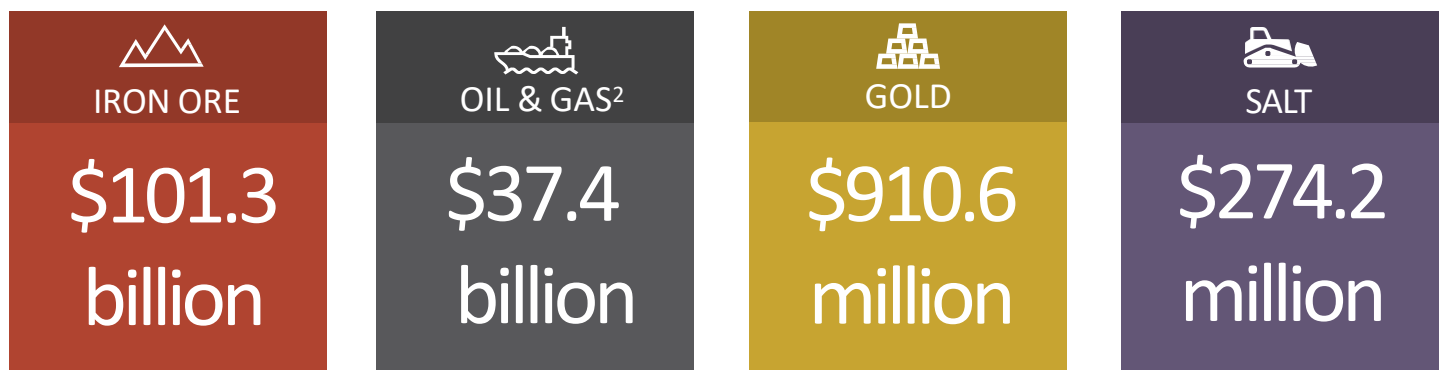 IRON ORE
$101.3
billion
OIL & GAS²
$37.4
billion
GOLD
$910.6
million
SALT
$274.2
million